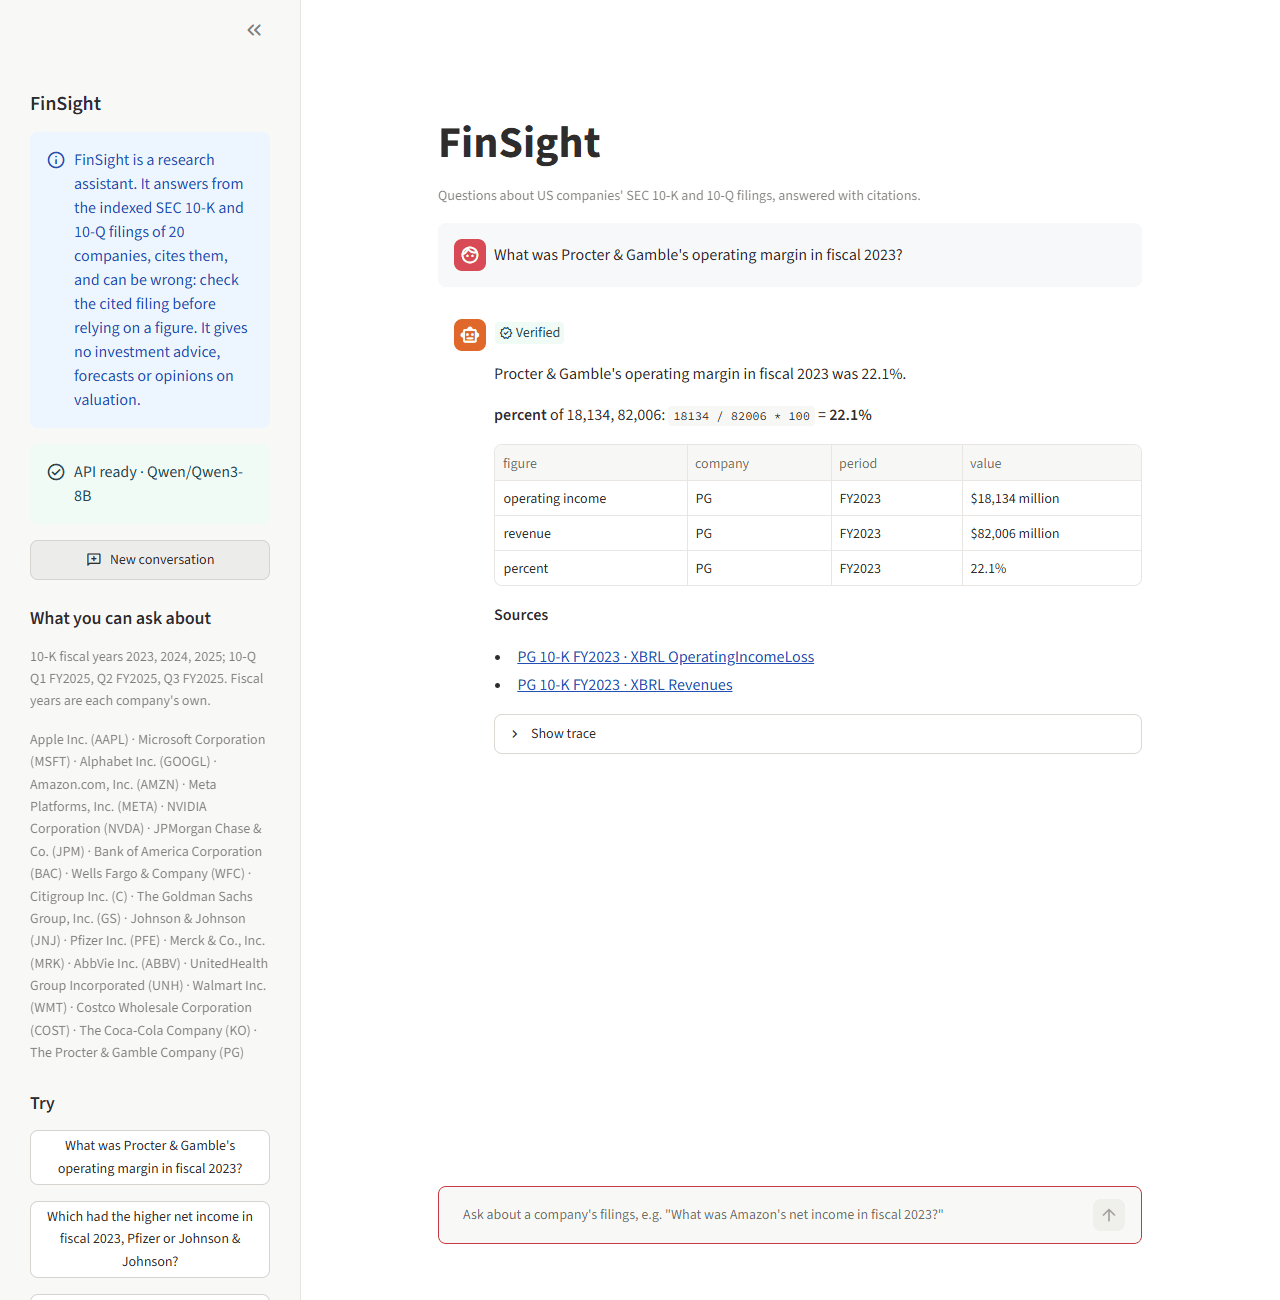 FinSight
FinSight is a research
assistant. It answers from
the indexed SEC 10-K and
10-Q filings of 20
companies, cites them,
and can be wrong: check
the cited filing before
relying on a figure. It gives
no investment advice,
forecasts or opinions on
valuation.
API ready · Qwen/Qwen3-
8B
New conversation
What you can ask about
10-K fiscal years 2023, 2024, 2025; 10-Q
Q1 FY2025, Q2 FY2025, Q3 FY2025. Fiscal
years are each company's own.
Apple Inc. (AAPL) · Microsoft Corporation
(MSFT) · Alphabet Inc. (GOOGL) ·
Amazon.com, Inc. (AMZN) · Meta
Platforms, Inc. (META) · NVIDIA
Corporation (NVDA) · JPMorgan Chase &
Co. (JPM) · Bank of America Corporation
(BAC) · Wells Fargo & Company (WFC) ·
Citigroup Inc. (C) · The Goldman Sachs
Group, Inc. (GS) · Johnson & Johnson
(JNJ) · Pfizer Inc. (PFE) · Merck & Co., Inc.
(MRK) · AbbVie Inc. (ABBV) · UnitedHealth
Group Incorporated (UNH) · Walmart Inc.
(WMT) · Costco Wholesale Corporation
(COST) · The Coca-Cola Company (KO) ·
The Procter & Gamble Company (PG)
Try
What was Procter & Gamble's
operating margin in fiscal 2023?
Which had the higher net income in
fiscal 2023, Pfizer or Johnson &
Johnson?
FinSight
Questions about US companies' SEC 10-K and 10-Q filings, answered with citations.
What was Procter & Gamble's operating margin in fiscal 2023?
Verified
Procter & Gamble's operating margin in fiscal 2023 was 22.1%.
percent of 18,134, 82,006: 18134 / 82006 * 100 = 22.1%
figure company period value
operating income PG FY2023 $18,134 million
revenue PG FY2023 $82,006 million
percent PG FY2023 22.1%
Sources
• PG 10-K FY2023 · XBRL OperatingIncomeLoss
• PG 10-K FY2023 · XBRL Revenues
Show trace
Ask about a company's filings, e.g. "What was Amazon's net income in fiscal 2023?"